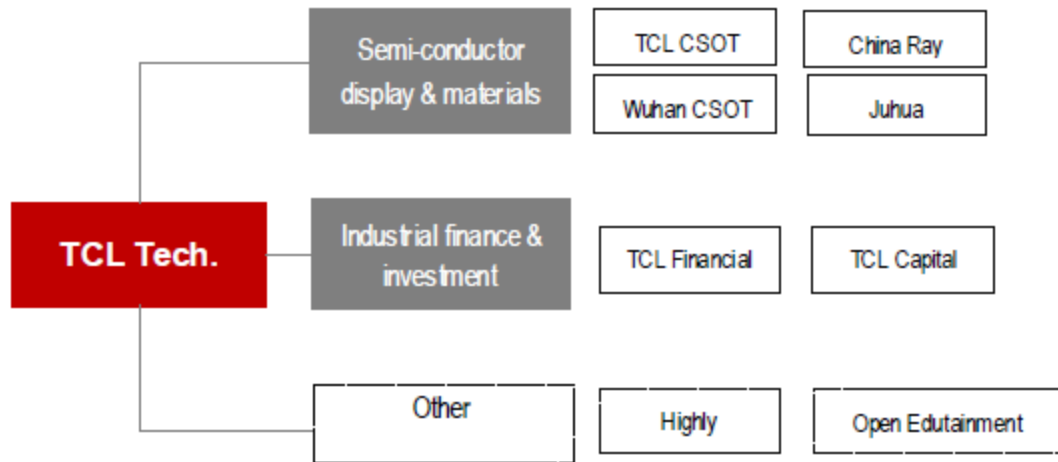 Semi-conductor
display & materials
TCL CSOT
China Ray
Wuhan CSOT
Juhua
TCL Tech.
Industrial finance &
investment
TCL Financial
TCL Capital
Other
Highly
Open Edutainment